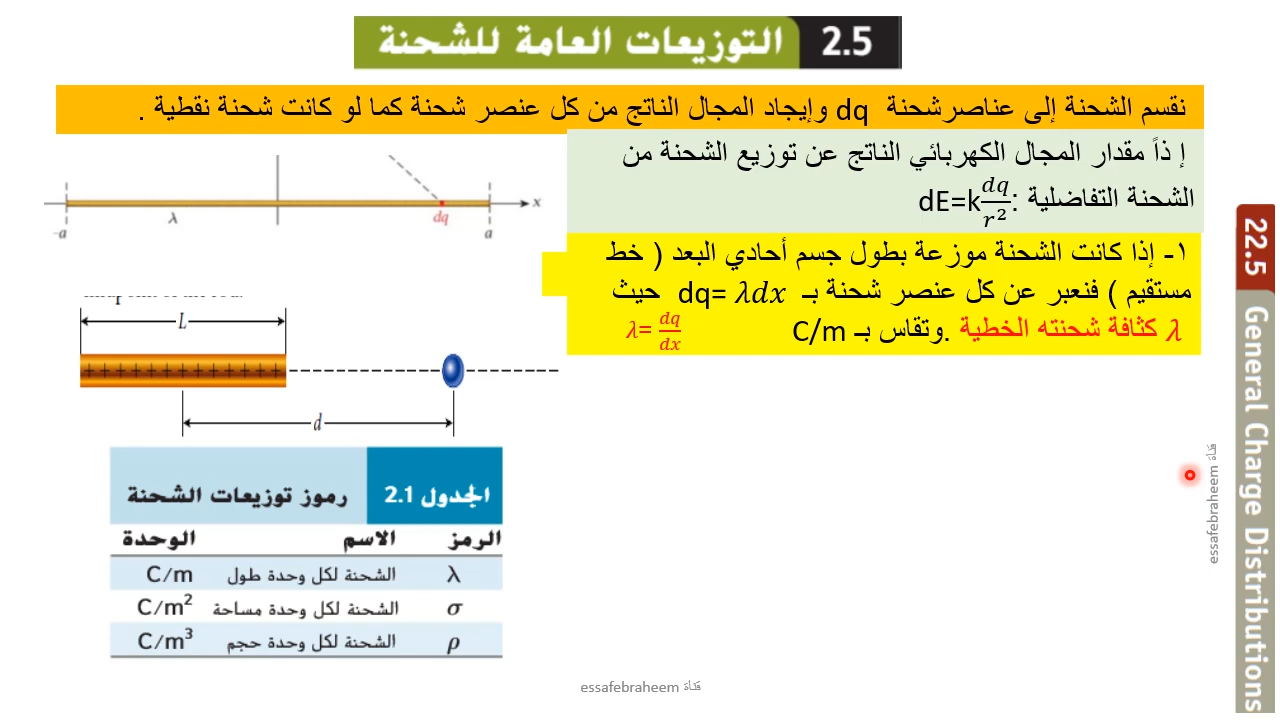 2.5 التوزيعات العامة للشحنة
نقسم الشحنة إلى عناصرشحنة dq وإيجاد المجال الناتج من كل عنصر شحنة كما لو كانت شحنة نقطية .
إ ذاً مقدار المجال الكهربائي الناتج عن توزيع الشحنة من
الشحنة التفاضلية :dE=k\frac{dq}{r^2}
١- إذا كانت الشحنة موزعة بطول جسم أحادي البعد ( خط
مستقيم ) فنعبر عن كل عنصر شحنة بـ dq= λdx حيث
λ كثافة شحنته الخطية .وتقاس بـ C/m λ=\frac{dq}{dx}
x
λ
dq
-a
a
L
d
الجدول 2.1 رموز توزيعات الشحنة
الرمز الاسم الوحدة
λ الشحنة لكل وحدة طول C/m
σ الشحنة لكل وحدة مساحة C/m²
ρ الشحنة لكل وحدة حجم C/m³
22.5 General Charge Distributions
قناة essafebraheem
قناة essafebraheem